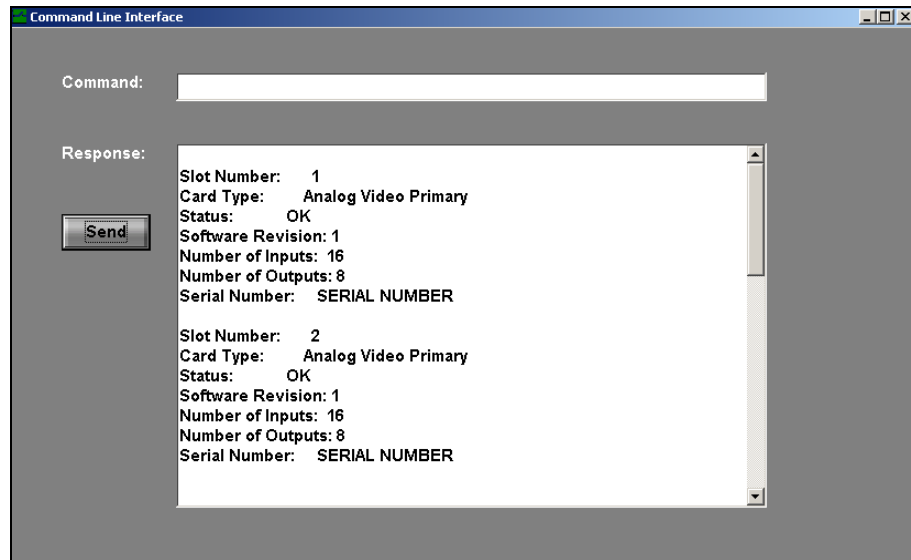 Command Line Interface
Command:
Response:
Slot Number: 1
Card Type: Analog Video Primary
Status: OK
Software Revision: 1
Number of Inputs: 16
Number of Outputs: 8
Serial Number: SERIAL NUMBER
Slot Number: 2
Card Type: Analog Video Primary
Status: OK
Software Revision: 1
Number of Inputs: 16
Number of Outputs: 8
Serial Number: SERIAL NUMBER
Send